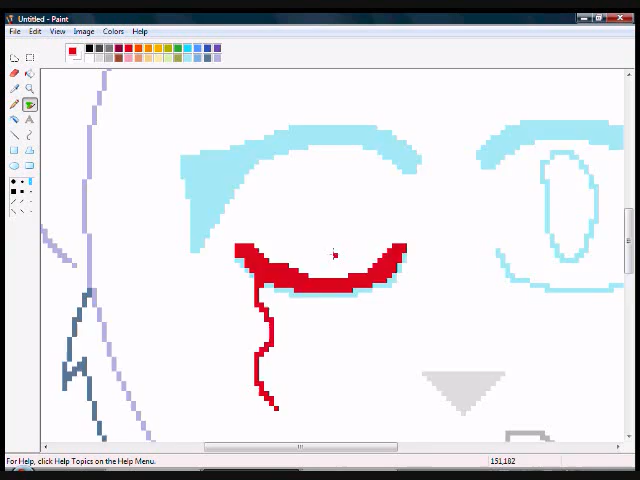 Untitled - Paint
File Edit View Image Colors Help
For Help, click Help Topics on the Help Menu.
151,182